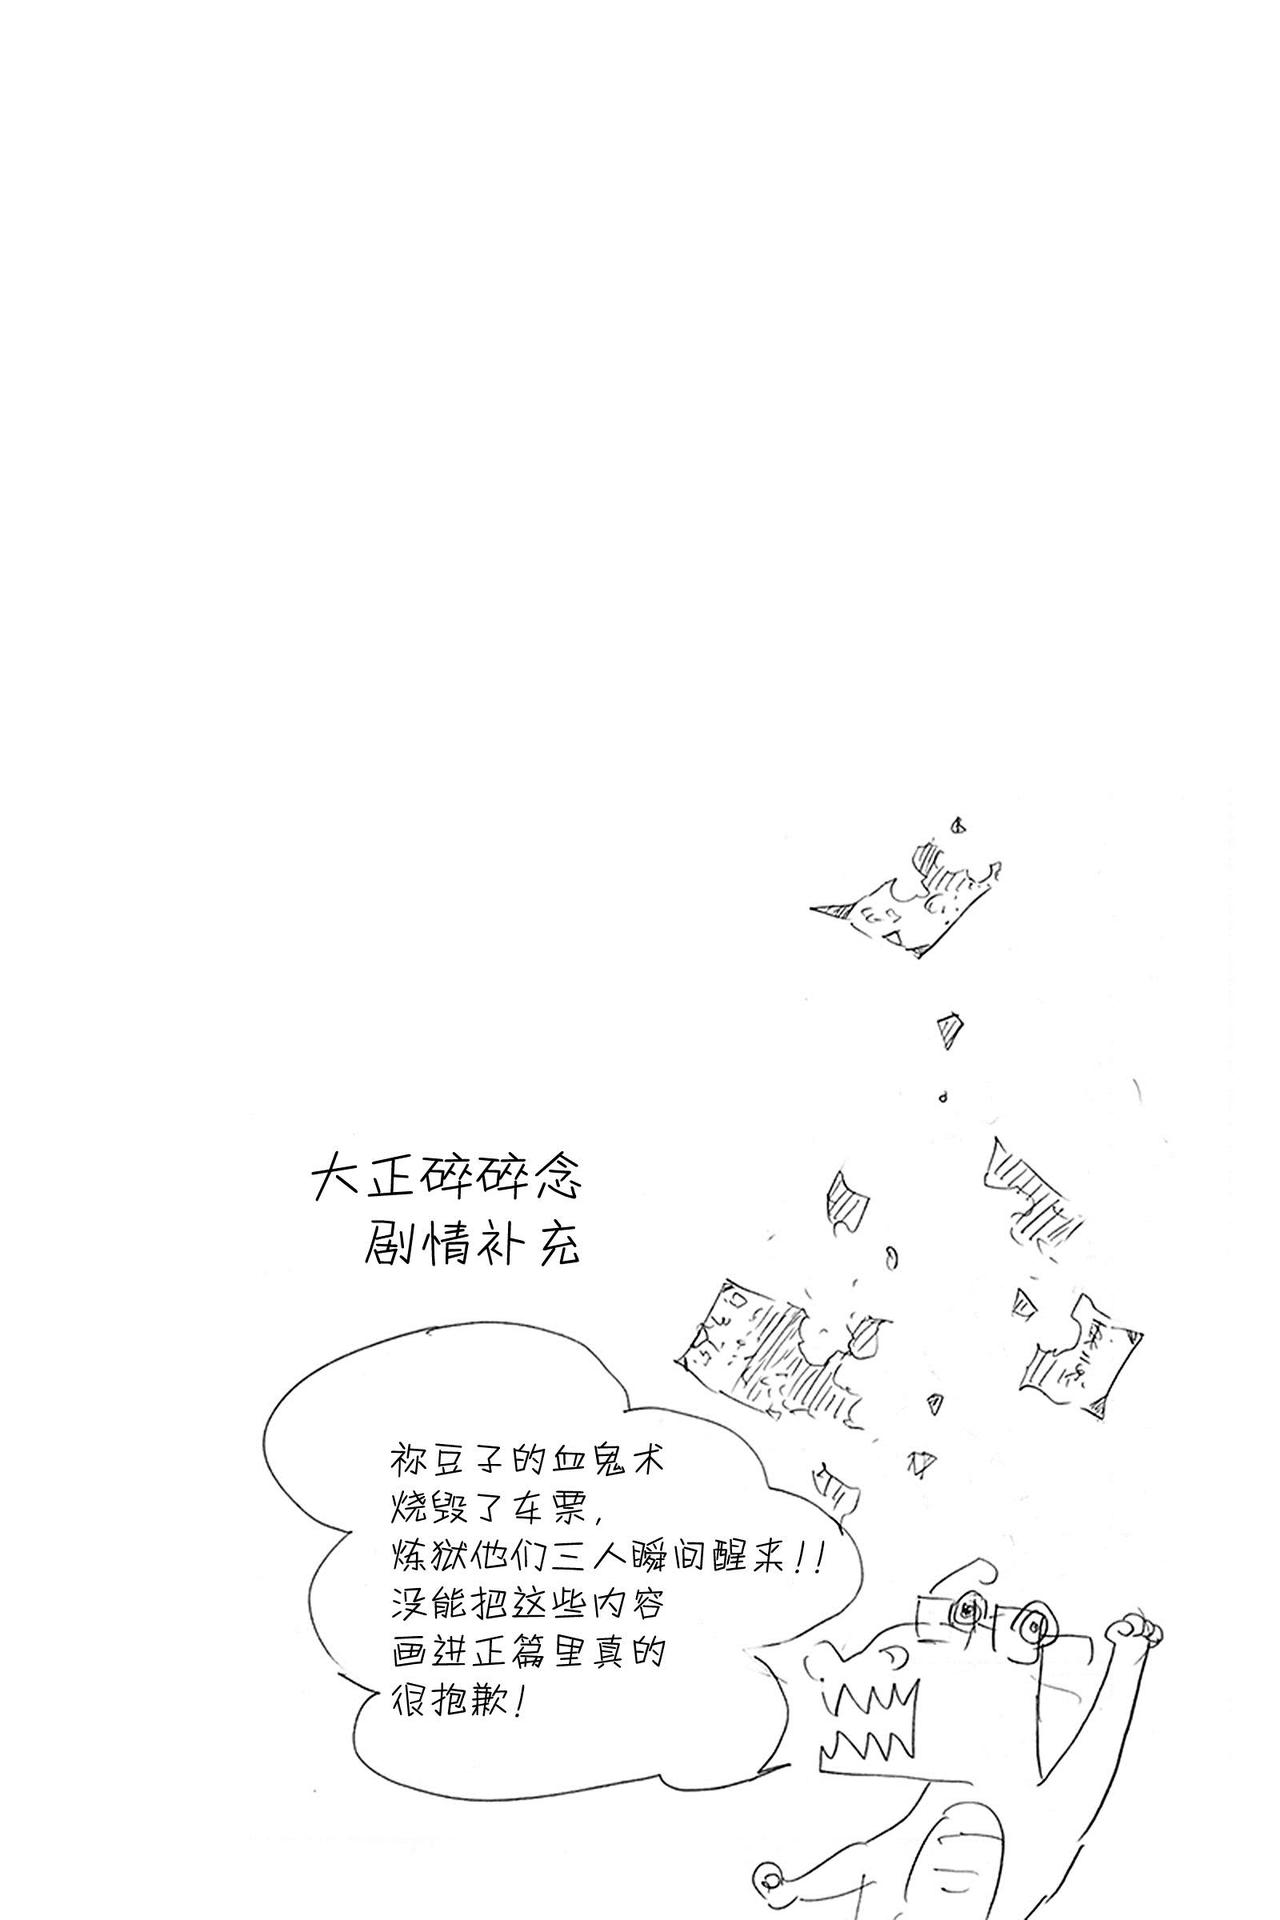 大正碎碎念
剧情补充
祢豆子的血鬼术
烧毁了车票,
炼狱他们三人瞬间醒来!!
没能把这些内容
画进正篇里真的
很抱歉!